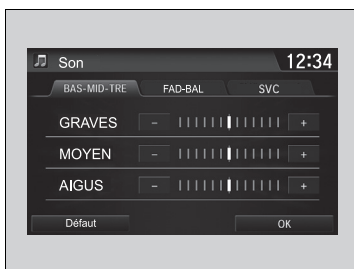 Son 12:34
BAS-MID-TRE FAD-BAL SVC
GRAVES - +
MOYEN - +
AIGUS - +
Défaut OK